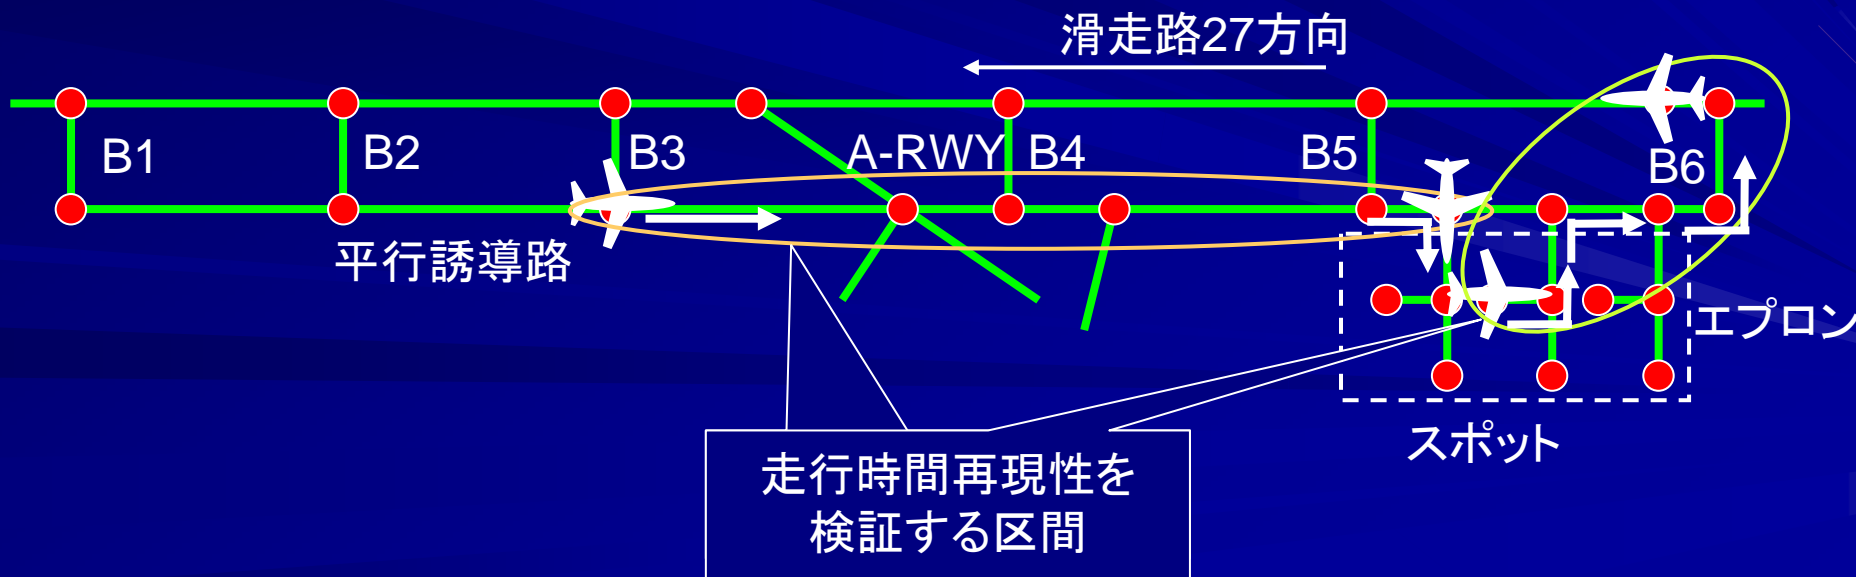 滑走路27方向
B1
B2
B3
A-RWY
B4
B5
B6
平行誘導路
エプロン
スポット
走行時間再現性を
検証する区間